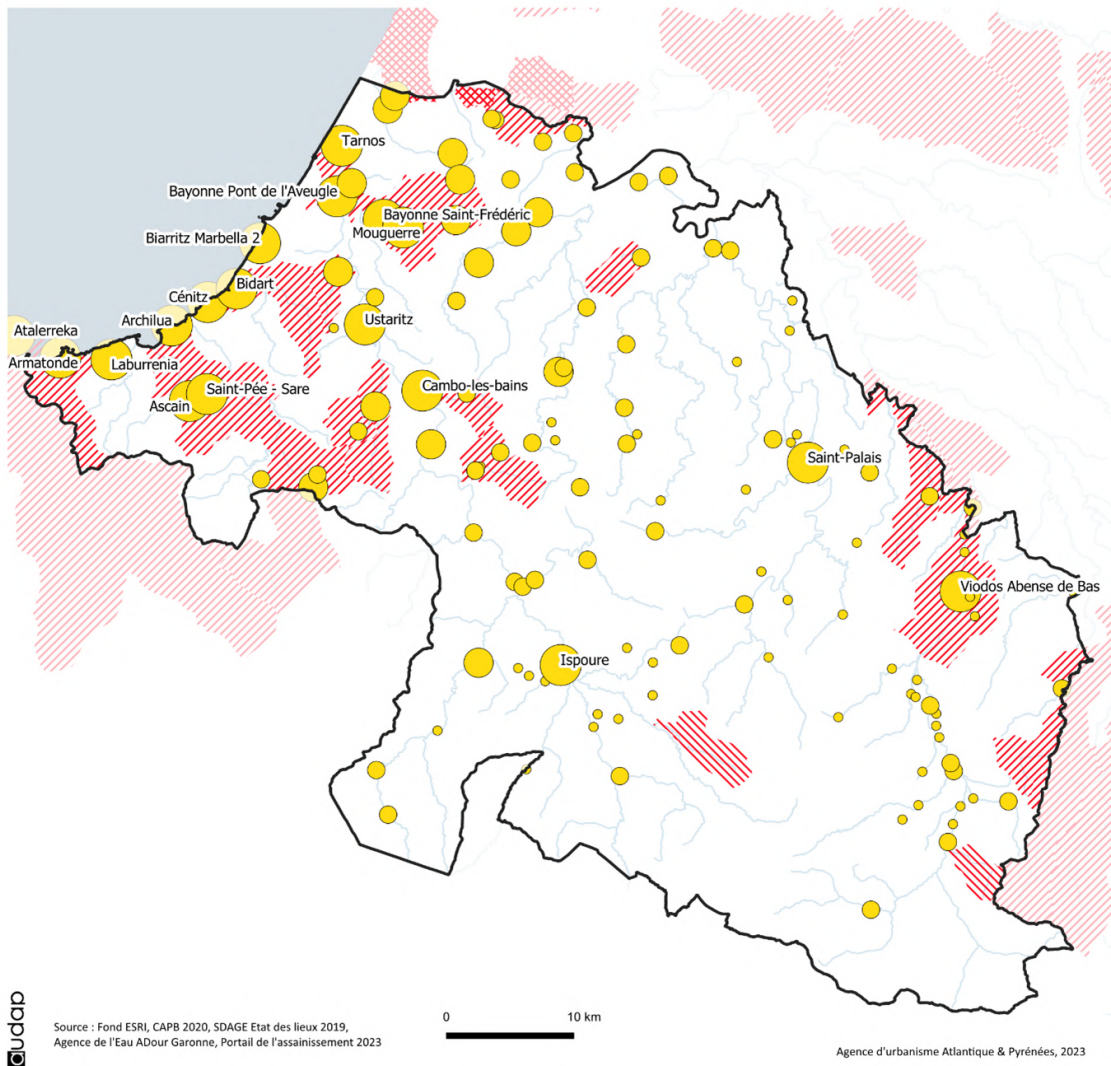 Tarnos
Bayonne Pont de l'Aveugle
Bayonne Saint-Frédéric
Mouguerre
Biarritz Marbella 2
Bidart
Cénitz
Archilua
Ustaritz
Atalerreka
Armatonde
Laburrenia
Saint-Pée - Sare
Ascain
Cambo-les-bains
Saint-Palais
Viodos Abense de Bas
Ispoure
audap
Source : Fond ESRI, CAPB 2020, SDAGE Etat des lieux 2019,
Agence de l'Eau ADour Garonne, Portail de l'assainissement 2023
0 10 km
Agence d'urbanisme Atlantique & Pyrénées, 2023